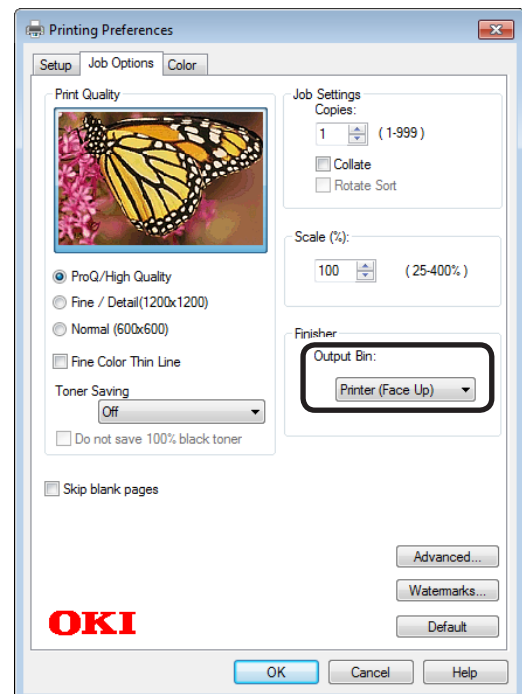 Printing Preferences
Setup Job Options Color
Print Quality
ProQ/High Quality
Fine / Detail(1200x1200)
Normal (600x600)
Fine Color Thin Line
Toner Saving
Off
Do not save 100% black toner
Skip blank pages
Job Settings
Copies:
1 ( 1-999 )
Collate
Rotate Sort
Scale (%):
100 ( 25-400% )
Finisher
Output Bin:
Printer (Face Up)
Advanced...
Watermarks...
Default
OKI
OK Cancel Help